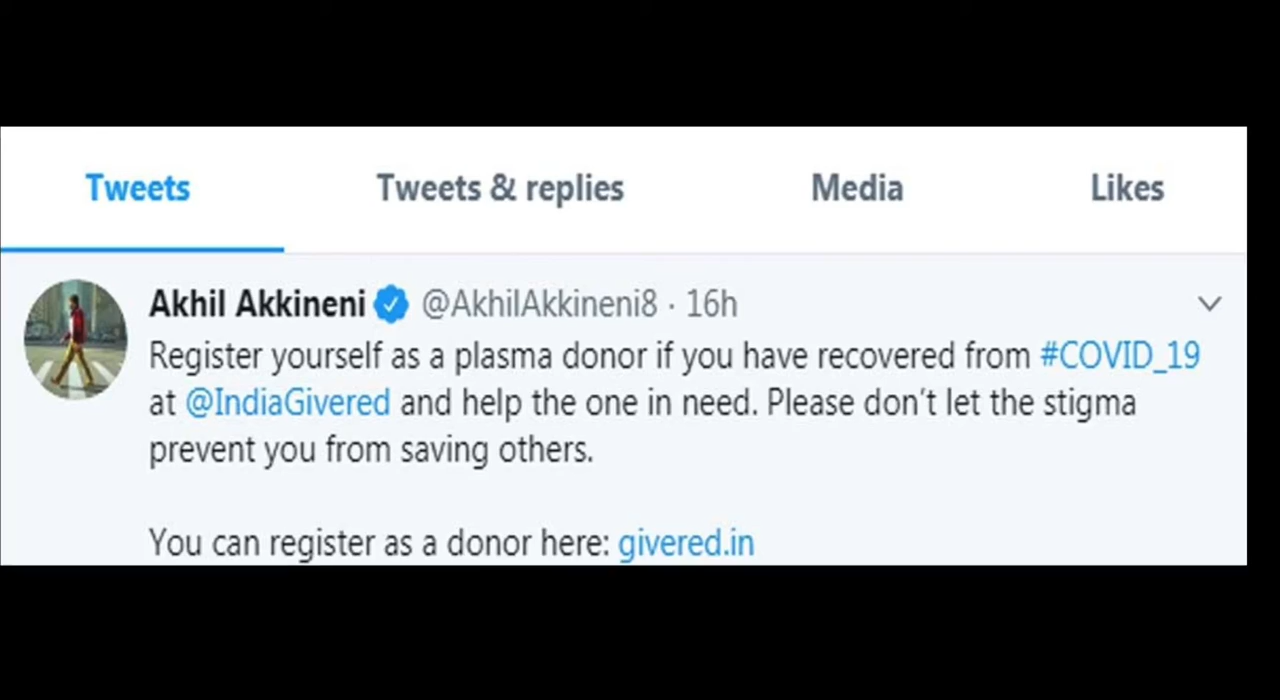 Tweets Tweets & replies Media Likes
Akhil Akkineni @AkhilAkkineni8 · 16h
Register yourself as a plasma donor if you have recovered from #COVID_19
at @IndiaGivered and help the one in need. Please don't let the stigma
prevent you from saving others.
You can register as a donor here: givered.in